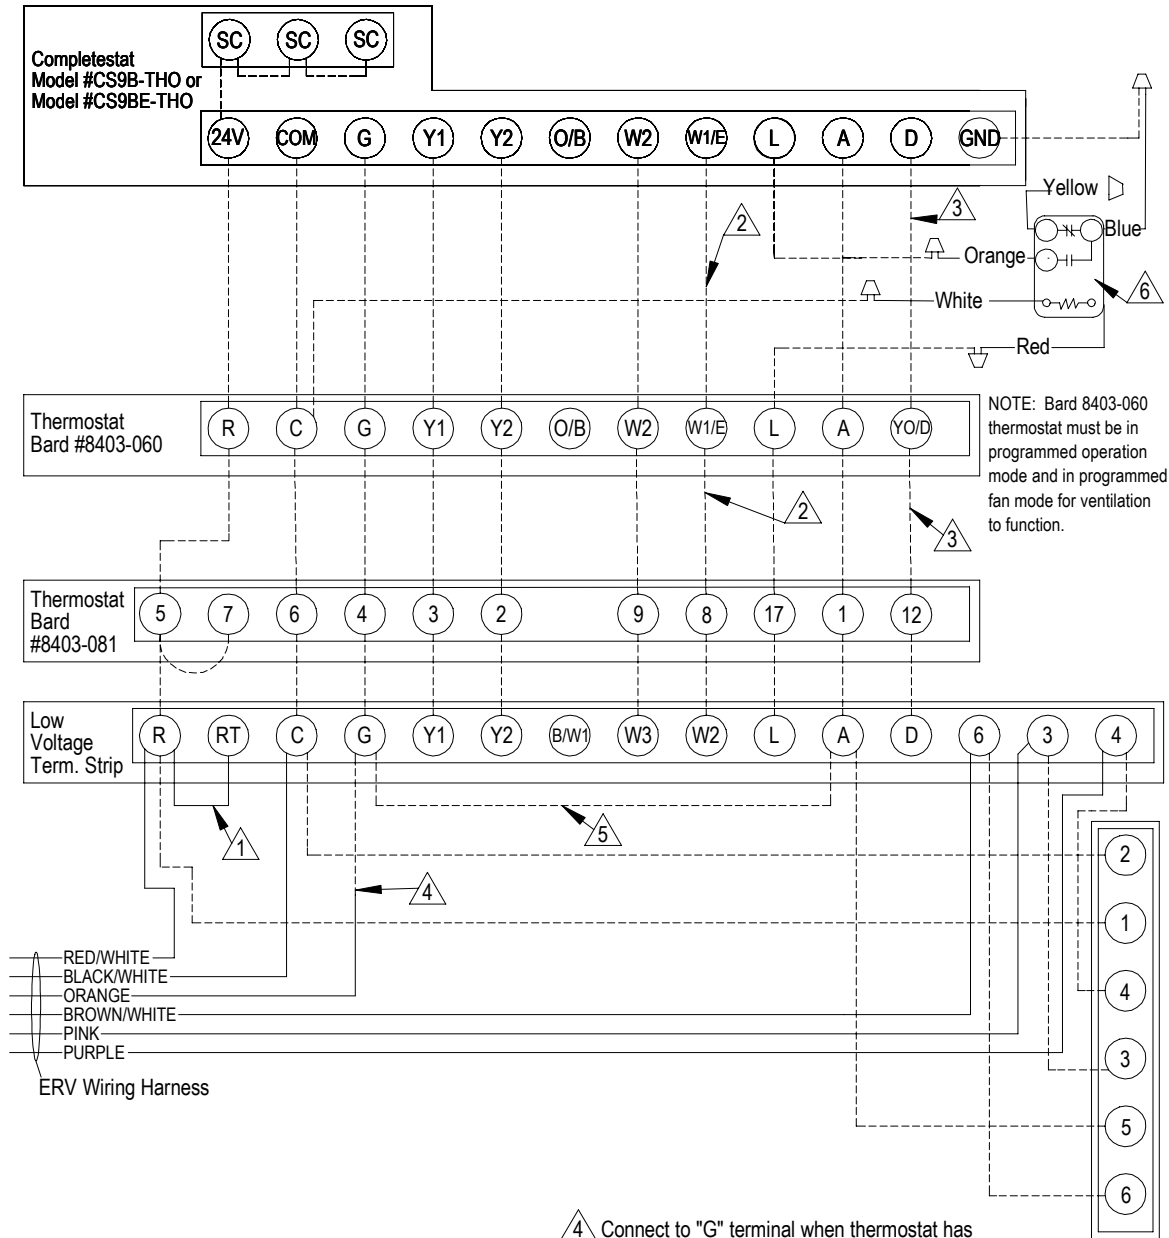 SC SC SC
Completestat
Model #CS9B-THO or
Model #CS9BE-THO
24V COM G Y1 Y2 O/B W2 W1/E L A D GND
Yellow
3
2
Blue
Orange
6
White
Red
Thermostat
Bard #8403-060
R C G Y1 Y2 O/B W2 W1/E L A YO/D
NOTE: Bard 8403-060
thermostat must be in
programmed operation
mode and in programmed
fan mode for ventilation
to function.
2
3
Thermostat
Bard
#8403-081
5 7 6 4 3 2 9 8 17 1 12
Low
Voltage
Term. Strip
R RT C G Y1 Y2 B/W1 W3 W2 L A D 6 3 4
1
5
4
2
1
4
3
5
6
RED/WHITE
BLACK/WHITE
ORANGE
BROWN/WHITE
PINK
PURPLE
ERV Wiring Harness
4 Connect to "G" terminal when thermostat has